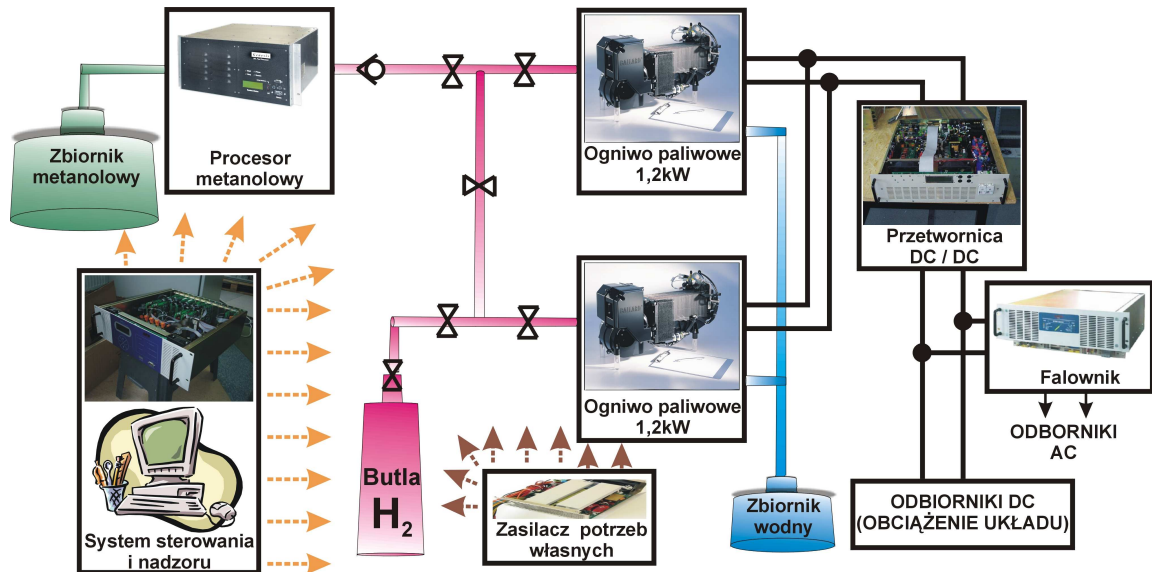 Zbiornik
metanolowy
Procesor
metanolowy
Ogniwo paliwowe
1,2kW
Przetwornica
DC / DC
Ogniwo paliwowe
1,2kW
Falownik
ODBORNIKI
AC
System sterowania
i nadzoru
Butla
H2
Zasilacz potrzeb
własnych
Zbiornik
wodny
ODBIORNIKI DC
(OBCIĄŻENIE UKŁADU)